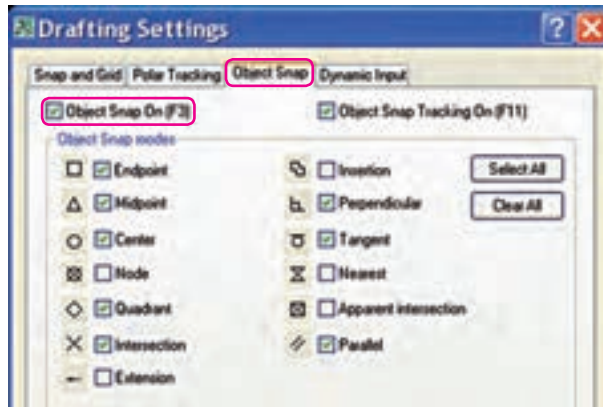 Drafting Settings
Snap and Grid Polar Tracking Object Snap Dynamic Input
Object Snap On (F3) Object Snap Tracking On (F11)
Object Snap modes
Endpoint Insertion Select All
Midpoint Perpendicular Clear All
Center Tangent
Node Nearest
Quadrant Apparent intersection
Intersection Parallel
Extension